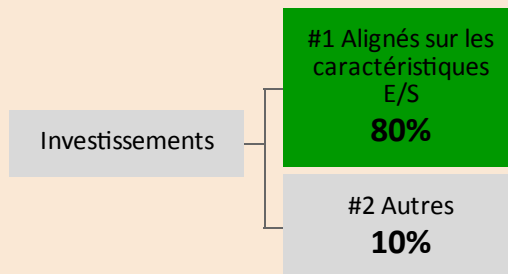 #1 Alignés sur les
caractéristiques
E/S
80%
Investissements
#2 Autres
10%